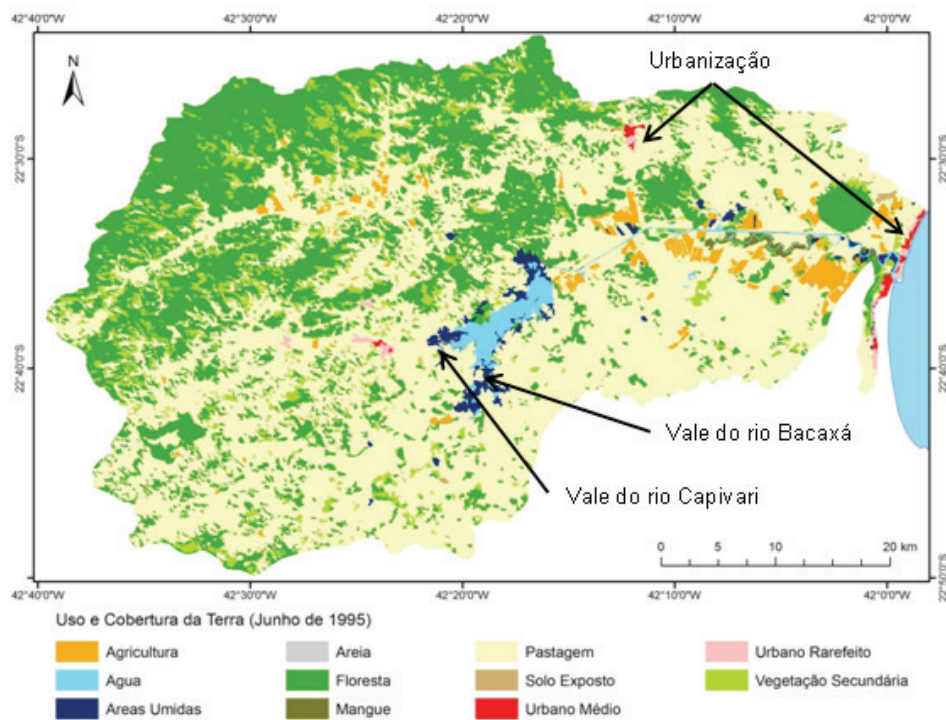 42°40'0"W 42°30'0"W 42°20'0"W 42°10'0"W 42°0'0"W
N
Urbanização
22°30'0"S 22°30'0"S
22°40'0"S 22°40'0"S
Vale do rio Bacaxá
Vale do rio Capivari
0 5 10 20 km
22°50'0"S 22°50'0"S
42°40'0"W 42°30'0"W 42°20'0"W 42°10'0"W 42°0'0"W
Uso e Cobertura da Terra (Junho de 1995)
Agricultura Areia Pastagem Urbano Rarefeito
Agua Floresta Solo Exposto Vegetação Secundária
Areas Umidas Mangue Urbano Médio